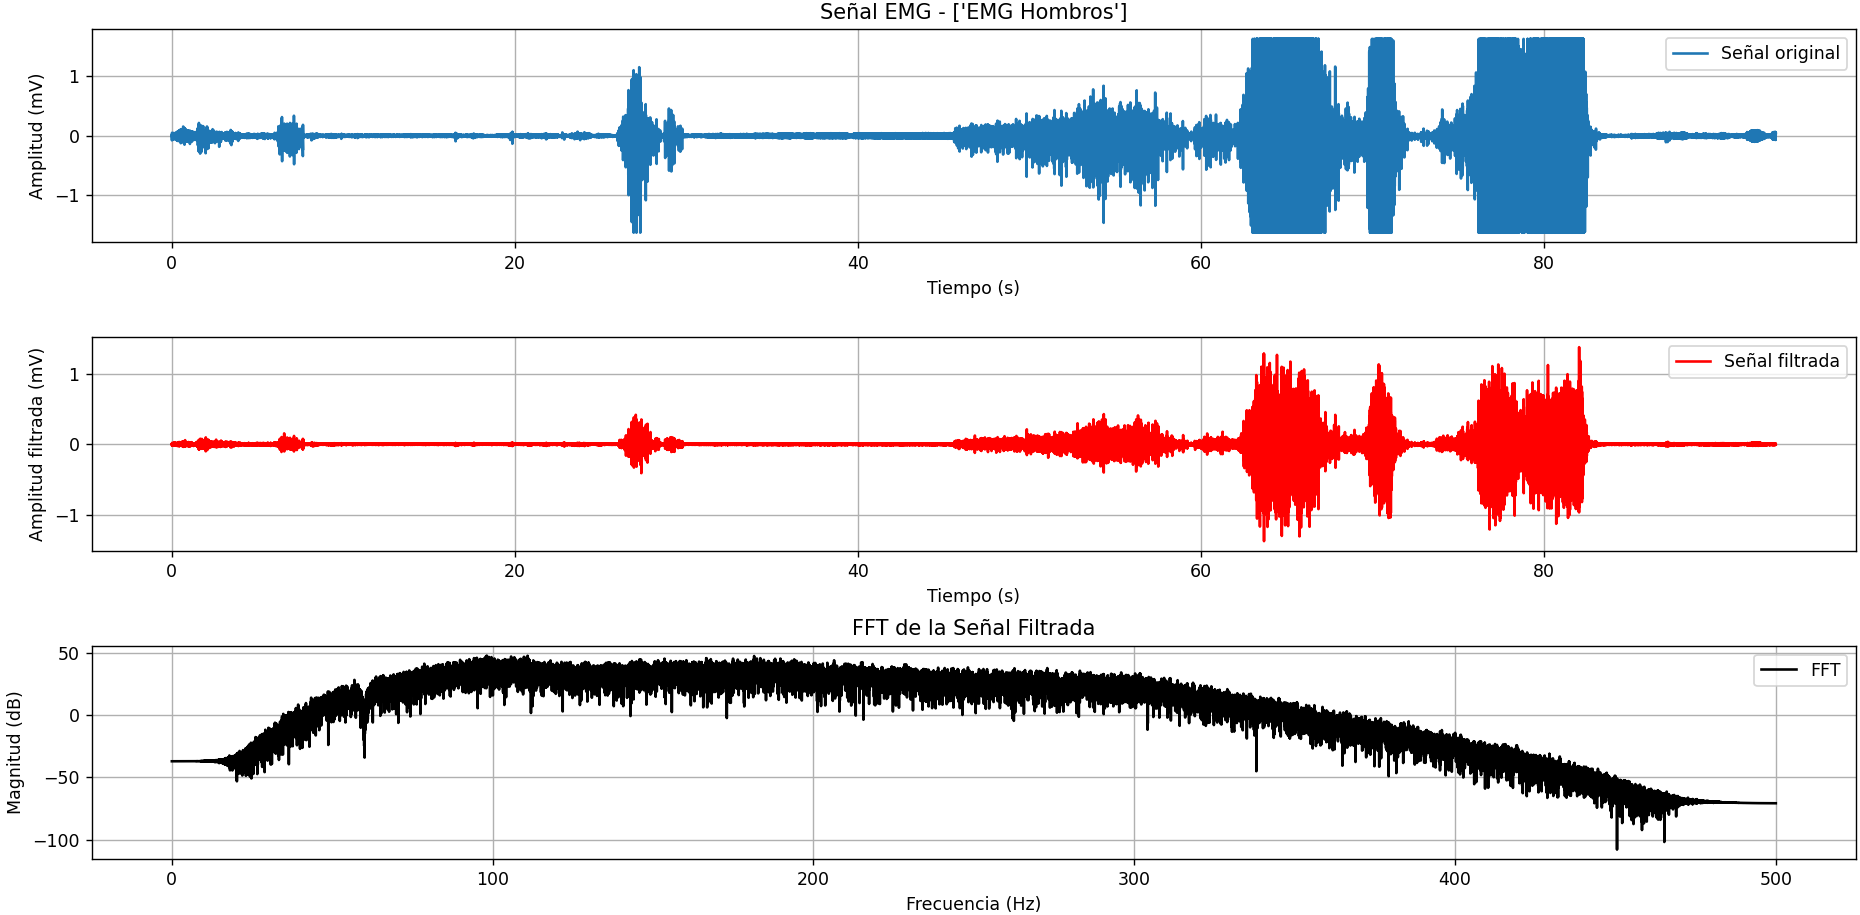 Señal EMG - ['EMG Hombros']
Amplitud (mV)
1
0
−1
Señal original
0 20 40 60 80
Tiempo (s)
Amplitud filtrada (mV)
1
0
−1
Señal filtrada
0 20 40 60 80
Tiempo (s)
FFT de la Señal Filtrada
Magnitud (dB)
50
0
−50
−100
FFT
0 100 200 300 400 500
Frecuencia (Hz)